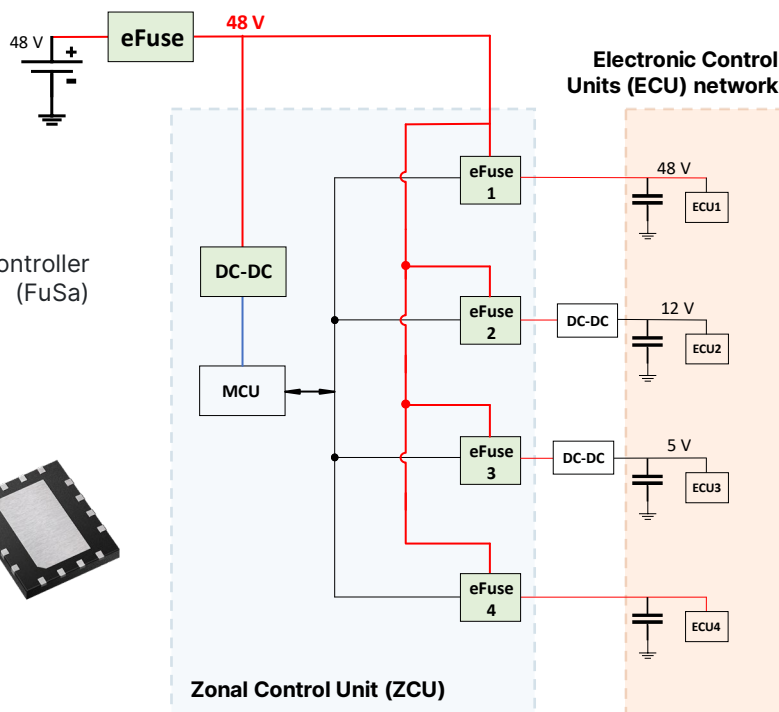 48 V
eFuse
48 V
+
-
Electronic Control
Units (ECU) network
eFuse
1
48 V
ECU1
ontroller
(FuSa)
DC-DC
eFuse
2
DC-DC
12 V
ECU2
MCU
eFuse
3
DC-DC
5 V
ECU3
eFuse
4
ECU4
Zonal Control Unit (ZCU)